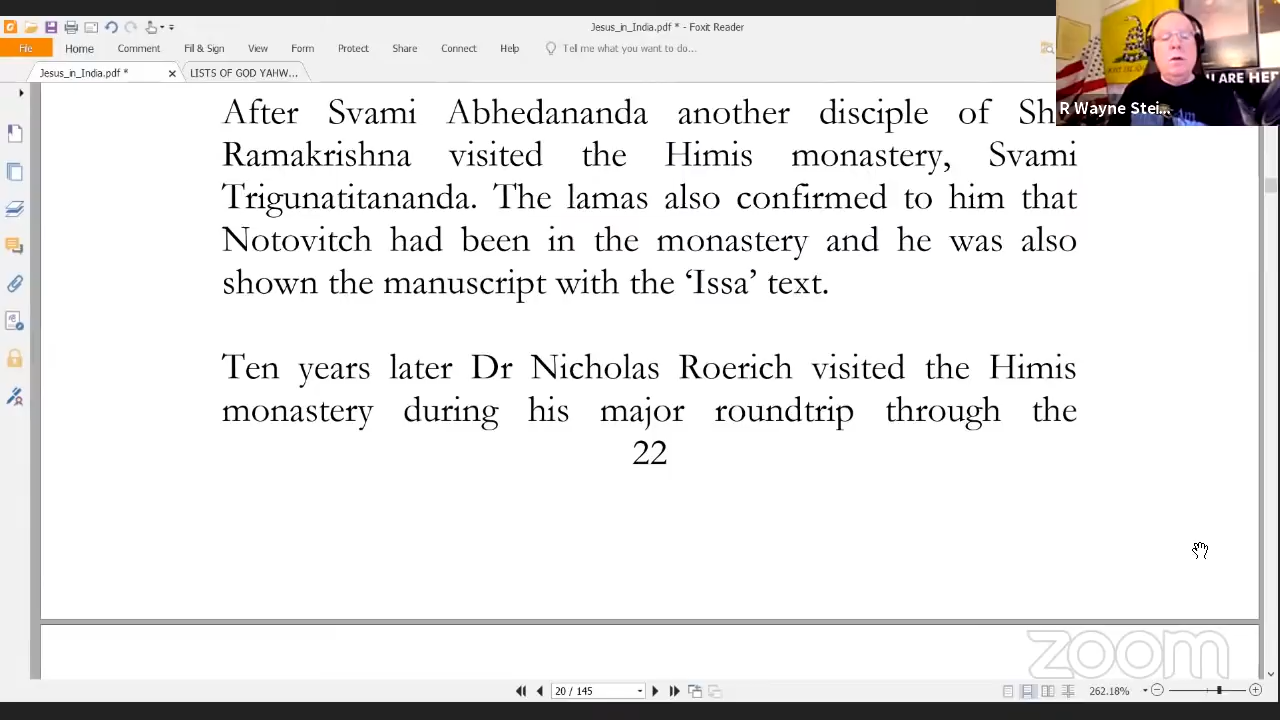 Jesus_in_India.pdf * - Foxit Reader
File Home Comment Fill & Sign View Form Protect Share Connect Help Tell me what you want to do...
Jesus_in_India.pdf * LISTS OF GOD YAHW...
R Wayne Stei...
After Svami Abhedananda another disciple of
Ramakrishna visited the Himis monastery, Svami
Trigunatitananda. The lamas also confirmed to him that
Notovitch had been in the monastery and he was also
shown the manuscript with the ‘Issa’ text.
Ten years later Dr Nicholas Roerich visited the Himis
monastery during his major roundtrip through the
22
zoom
20 / 145
262.18%